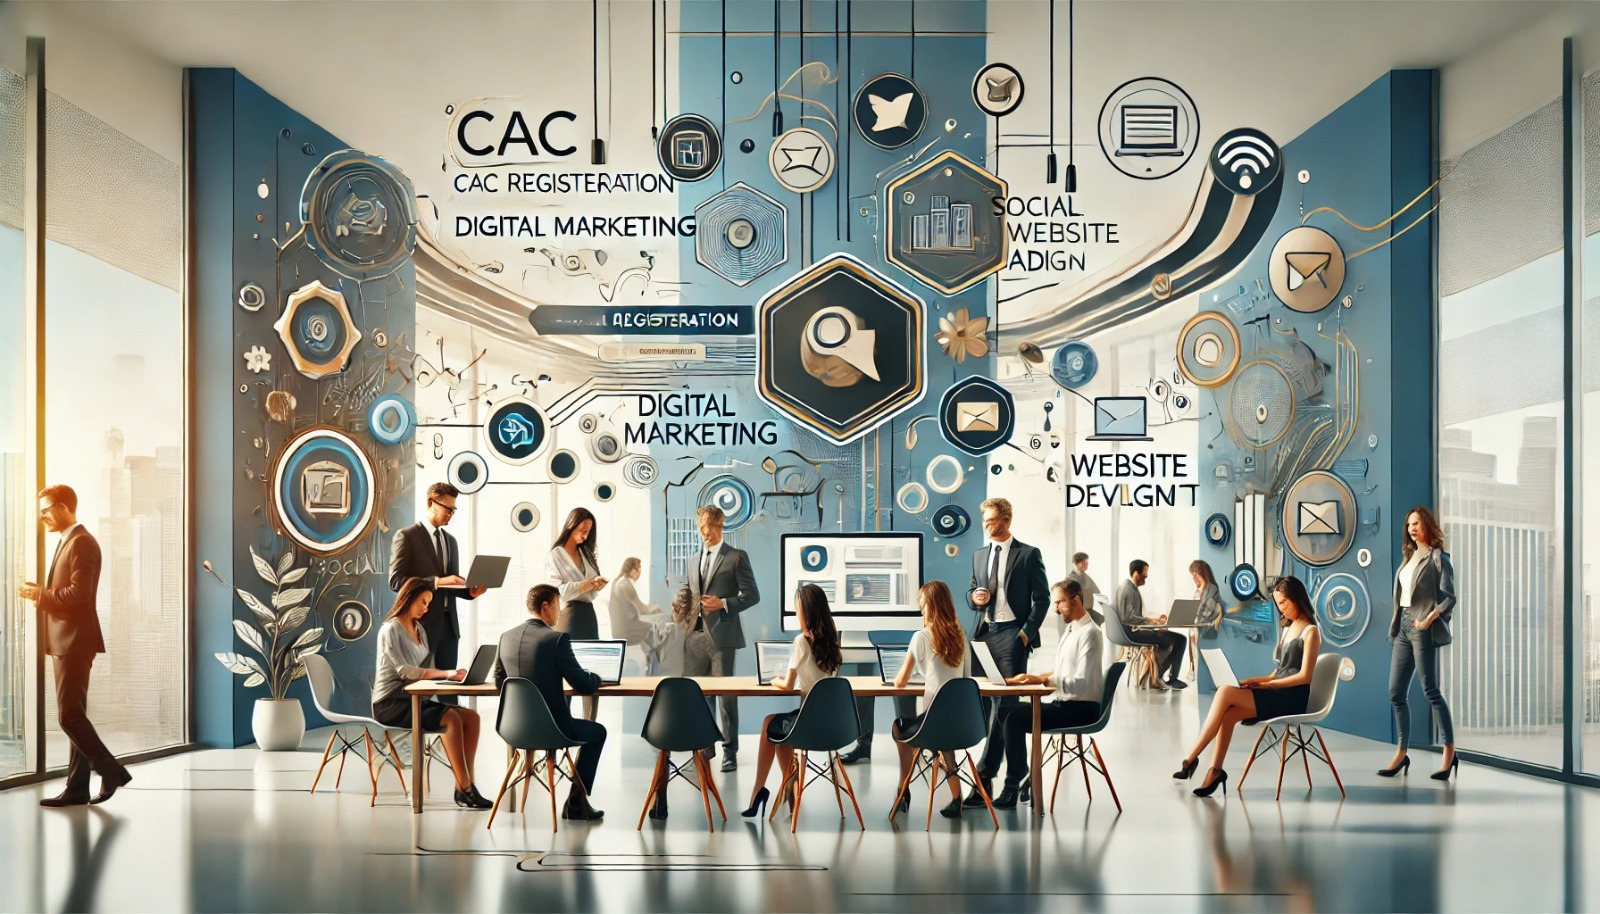 CAC
CAC REGISTERATION
DIGITAL MARKETING
SOCIAL
WEBSITE
ADIGN
REGISTERATION
DIGITAL
MARKETING
WEBSITE
DEVLGNT
SOCIAL